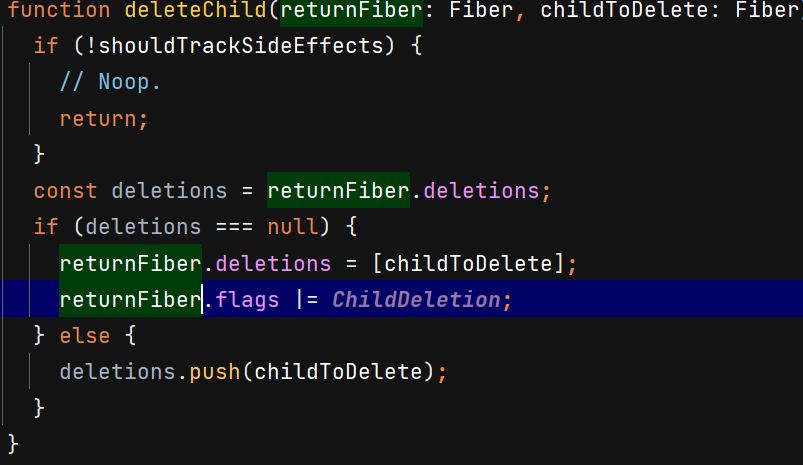 function deleteChild(returnFiber: Fiber, childToDelete: Fiber
if (!shouldTrackSideEffects) {
// Noop.
return;
}
const deletions = returnFiber.deletions;
if (deletions === null) {
returnFiber.deletions = [childToDelete];
returnFiber.flags |= ChildDeletion;
} else {
deletions.push(childToDelete);
}
}